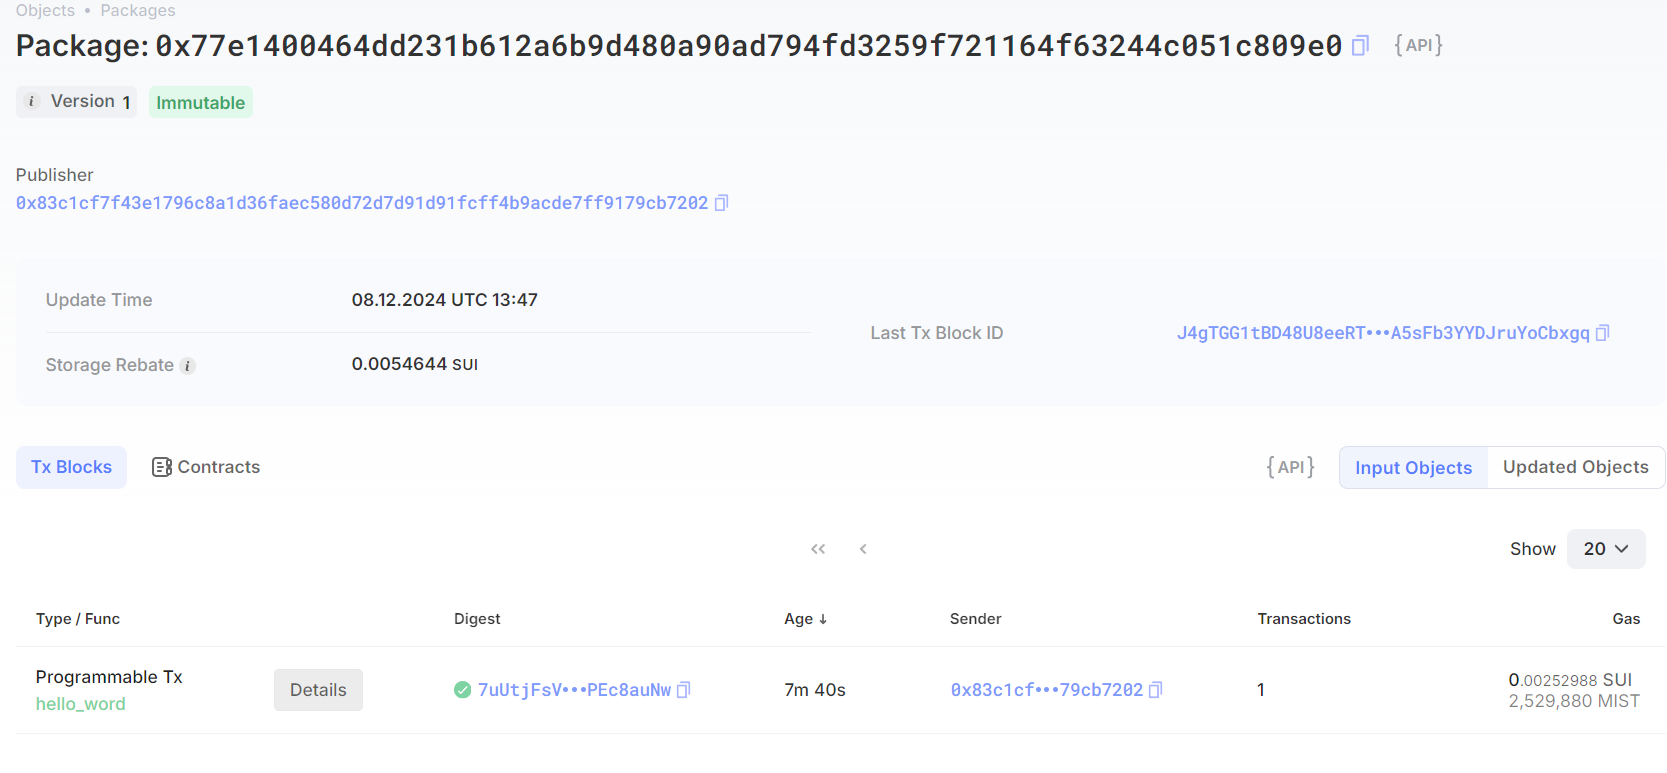 Objects • Packages
Package: 0x77e1400464dd231b612a6b9d480a90ad794fd3259f721164f63244c051c809e0 {API}
i Version 1 Immutable
Publisher
0x83c1cf7f43e1796c8a1d36faec580d72d7d91d91fcff4b9acde7ff9179cb7202
Update Time 08.12.2024 UTC 13:47
Last Tx Block ID J4gTGG1tBD48U8eeRT•••A5sFb3YYDJruYoCbxgq
Storage Rebate i 0.0054644 SUI
Tx Blocks Contracts {API} Input Objects Updated Objects
Show 20
Type / Func Digest Age ↓ Sender Transactions Gas
Programmable Tx
hello_word
Details 7uUtjFsV•••PEc8auNw 7m 40s 0x83c1cf•••79cb7202 1
0.00252988 SUI
2,529,880 MIST